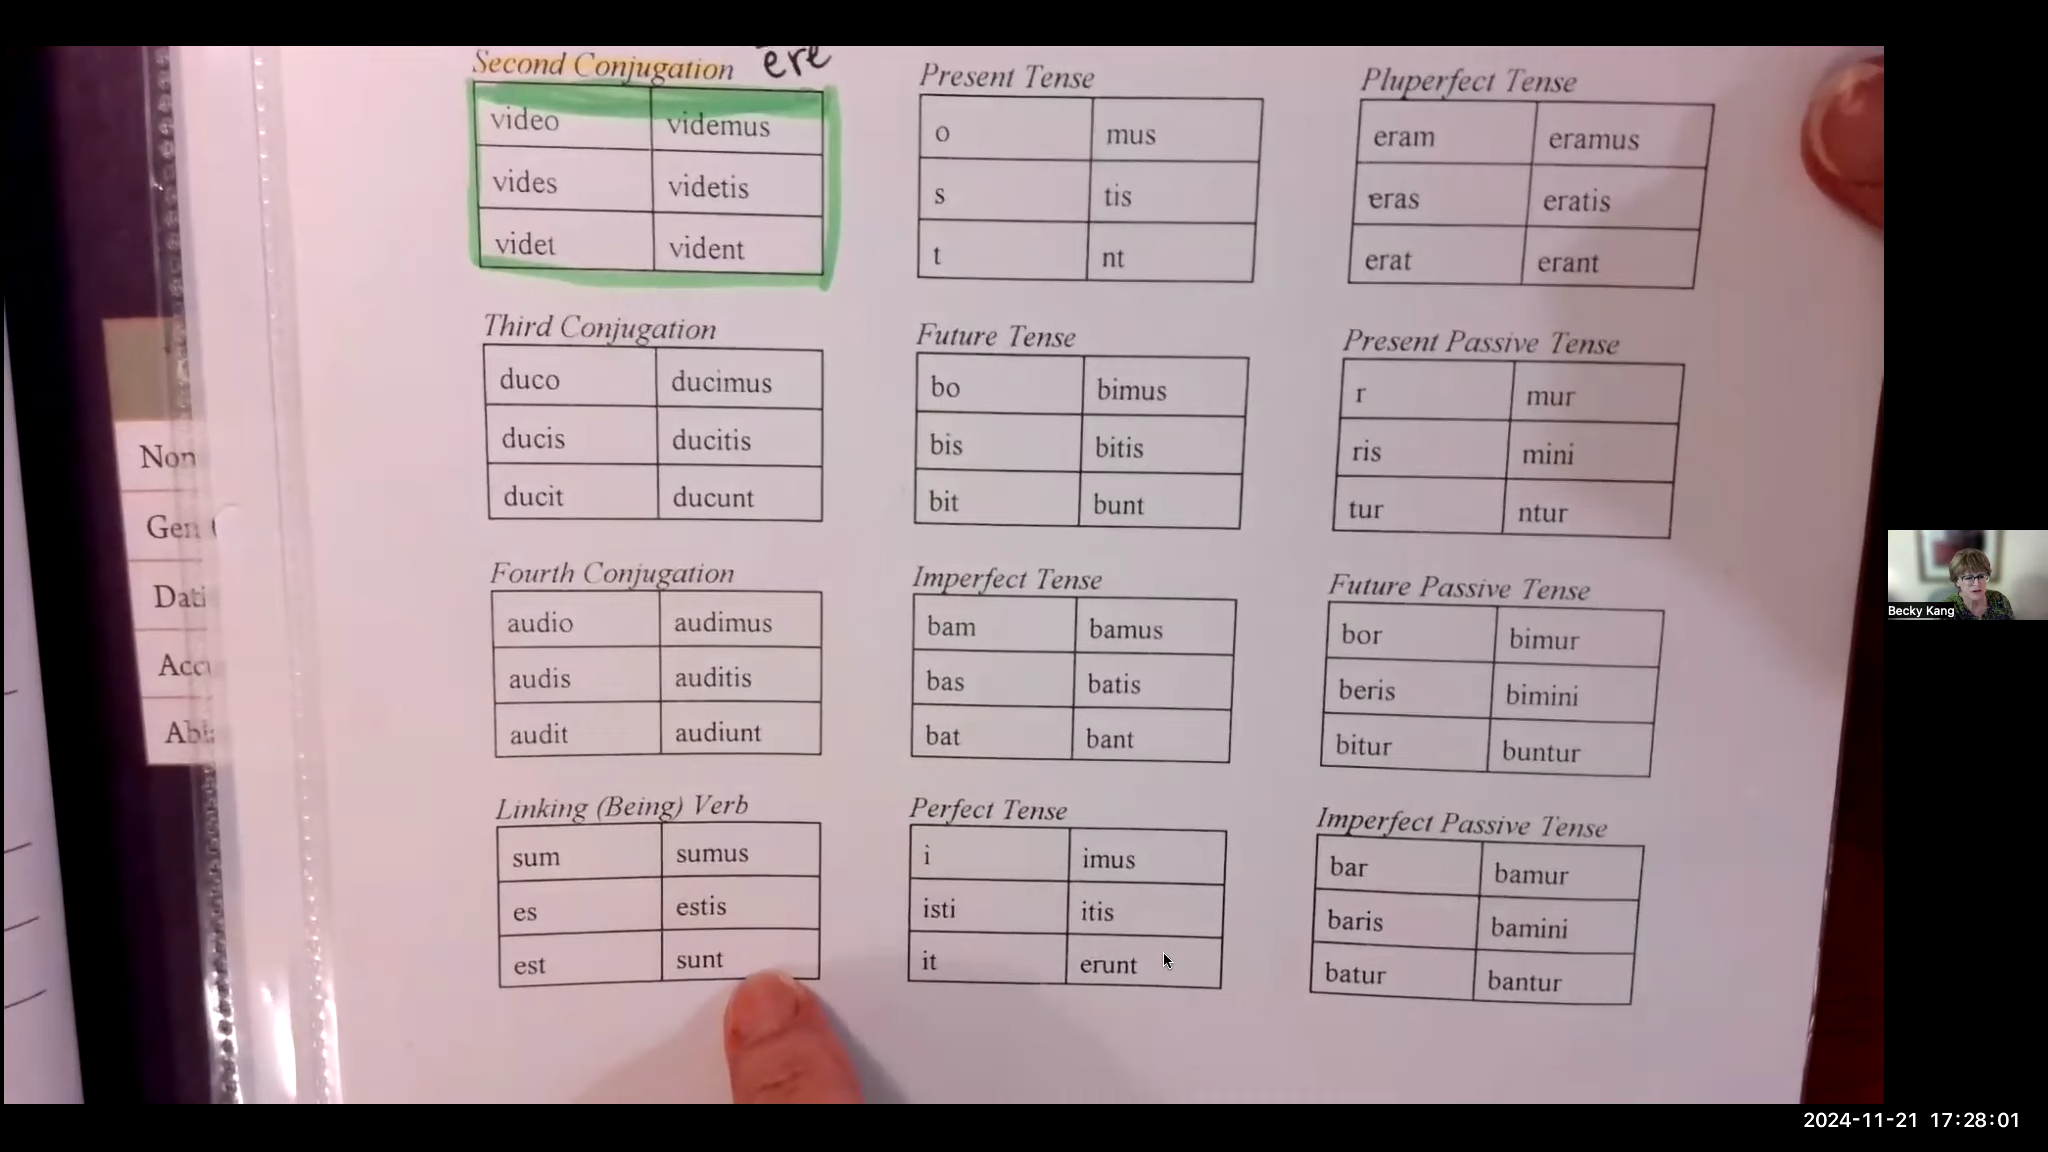 Second Conjugation ēre
video videmus
vides videtis
videt vident
Third Conjugation
duco ducimus
ducis ducitis
ducit ducunt
Fourth Conjugation
audio audimus
audis auditis
audit audiunt
Linking (Being) Verb
sum sumus
es estis
est sunt
Present Tense
o mus
s tis
t nt
Future Tense
bo bimus
bis bitis
bit bunt
Imperfect Tense
bam bamus
bas batis
bat bant
Perfect Tense
i imus
isti itis
it erunt
Pluperfect Tense
eram eramus
eras eratis
erat erant
Present Passive Tense
r mur
ris mini
tur ntur
Future Passive Tense
bor bimur
beris bimini
bitur buntur
Imperfect Passive Tense
bar bamur
baris bamini
batur bantur
Becky Kang
2024-11-21 17:28:01